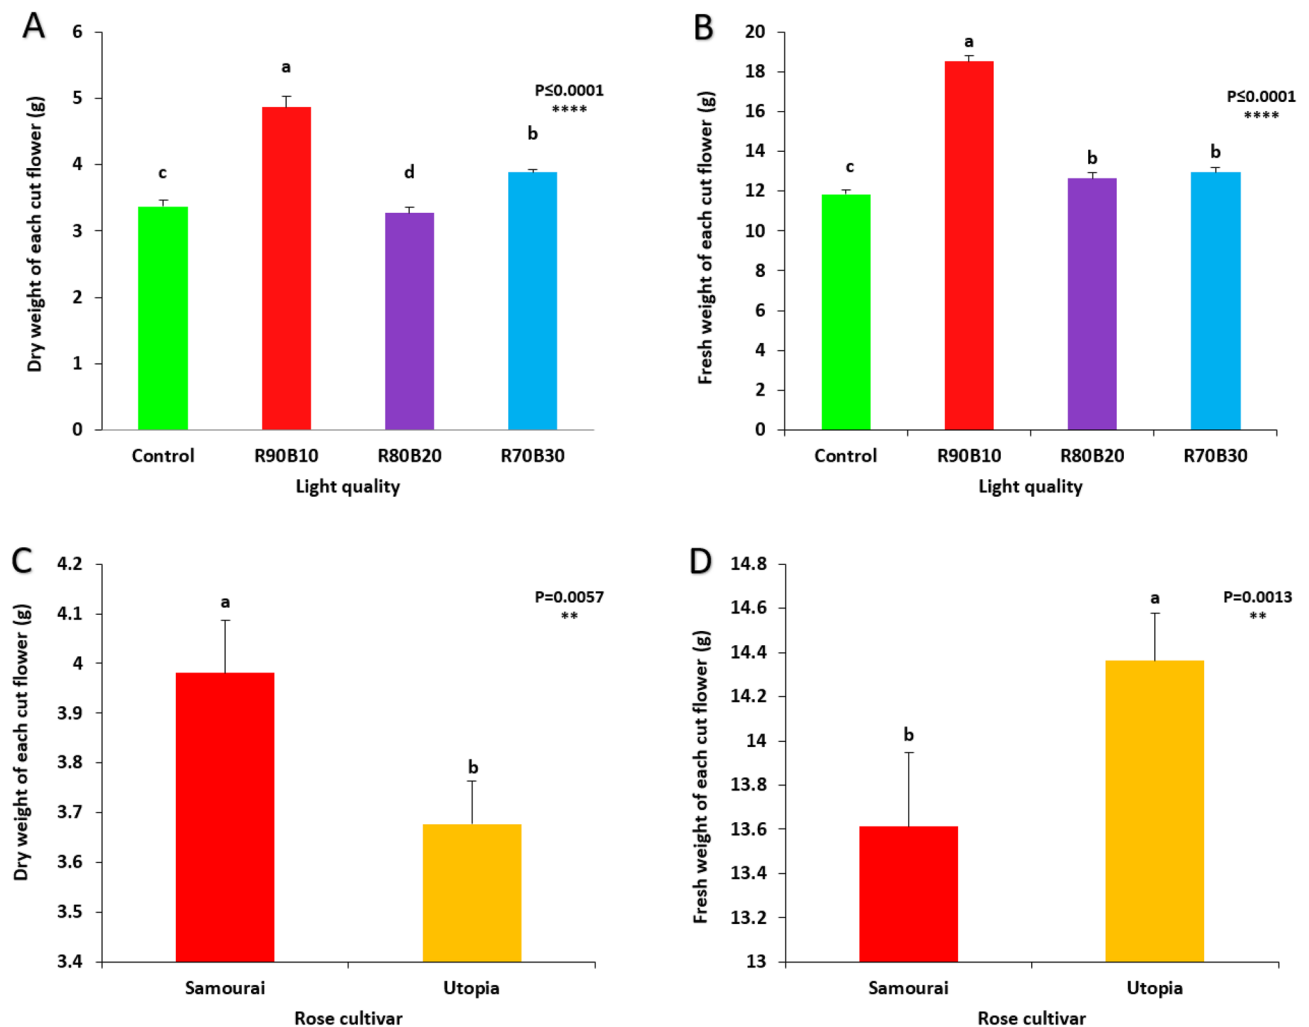 A
Dry weight of each cut flower (g)
6
5
4
3
2
1
0
c
a
d
b
P≤0.0001
****
Control R90B10 R80B20 R70B30
Light quality
B
Fresh weight of each cut flower (g)
20
18
16
14
12
10
8
6
4
2
0
c
a
b
b
P≤0.0001
****
Control R90B10 R80B20 R70B30
Light quality
C
Dry weight of each cut flower (g)
4.2
4.1
4
3.9
3.8
3.7
3.6
3.5
3.4
a
b
P=0.0057
**
Samourai Utopia
Rose cultivar
D
Fresh weight of each cut flower (g)
14.8
14.6
14.4
14.2
14
13.8
13.6
13.4
13.2
13
b
a
P=0.0013
**
Samourai Utopia
Rose cultivar